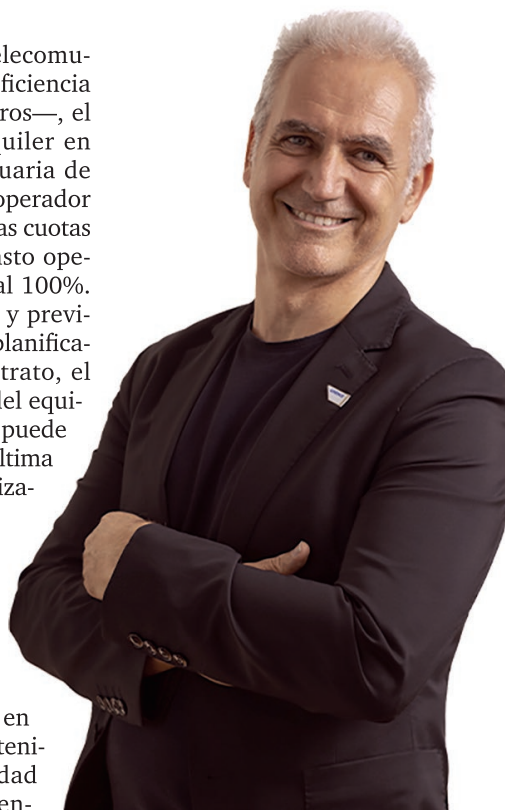 elecomu-
ficiencia
ros—, el
uiler en
uaria de
operador
as cuotas
asto ope-
al 100%.
y previ-
planifica-
trato, el
del equi-
puede
ltima
iza-
en
teni-
dad
en-